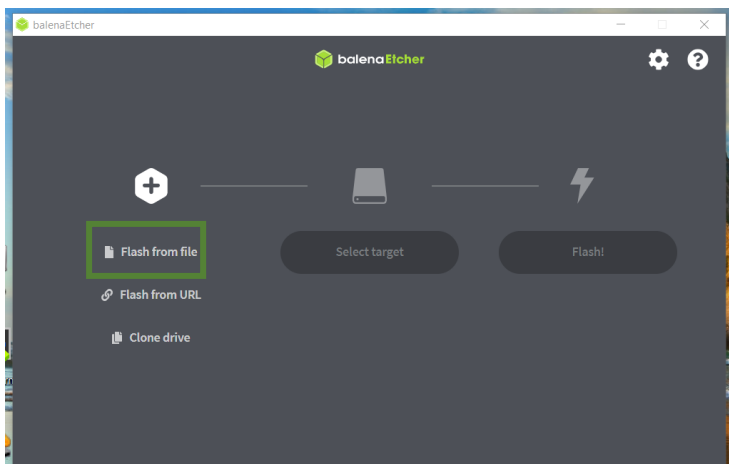 balenaEtcher
balenaEtcher
Flash from file
Select target
Flash!
Flash from URL
Clone drive